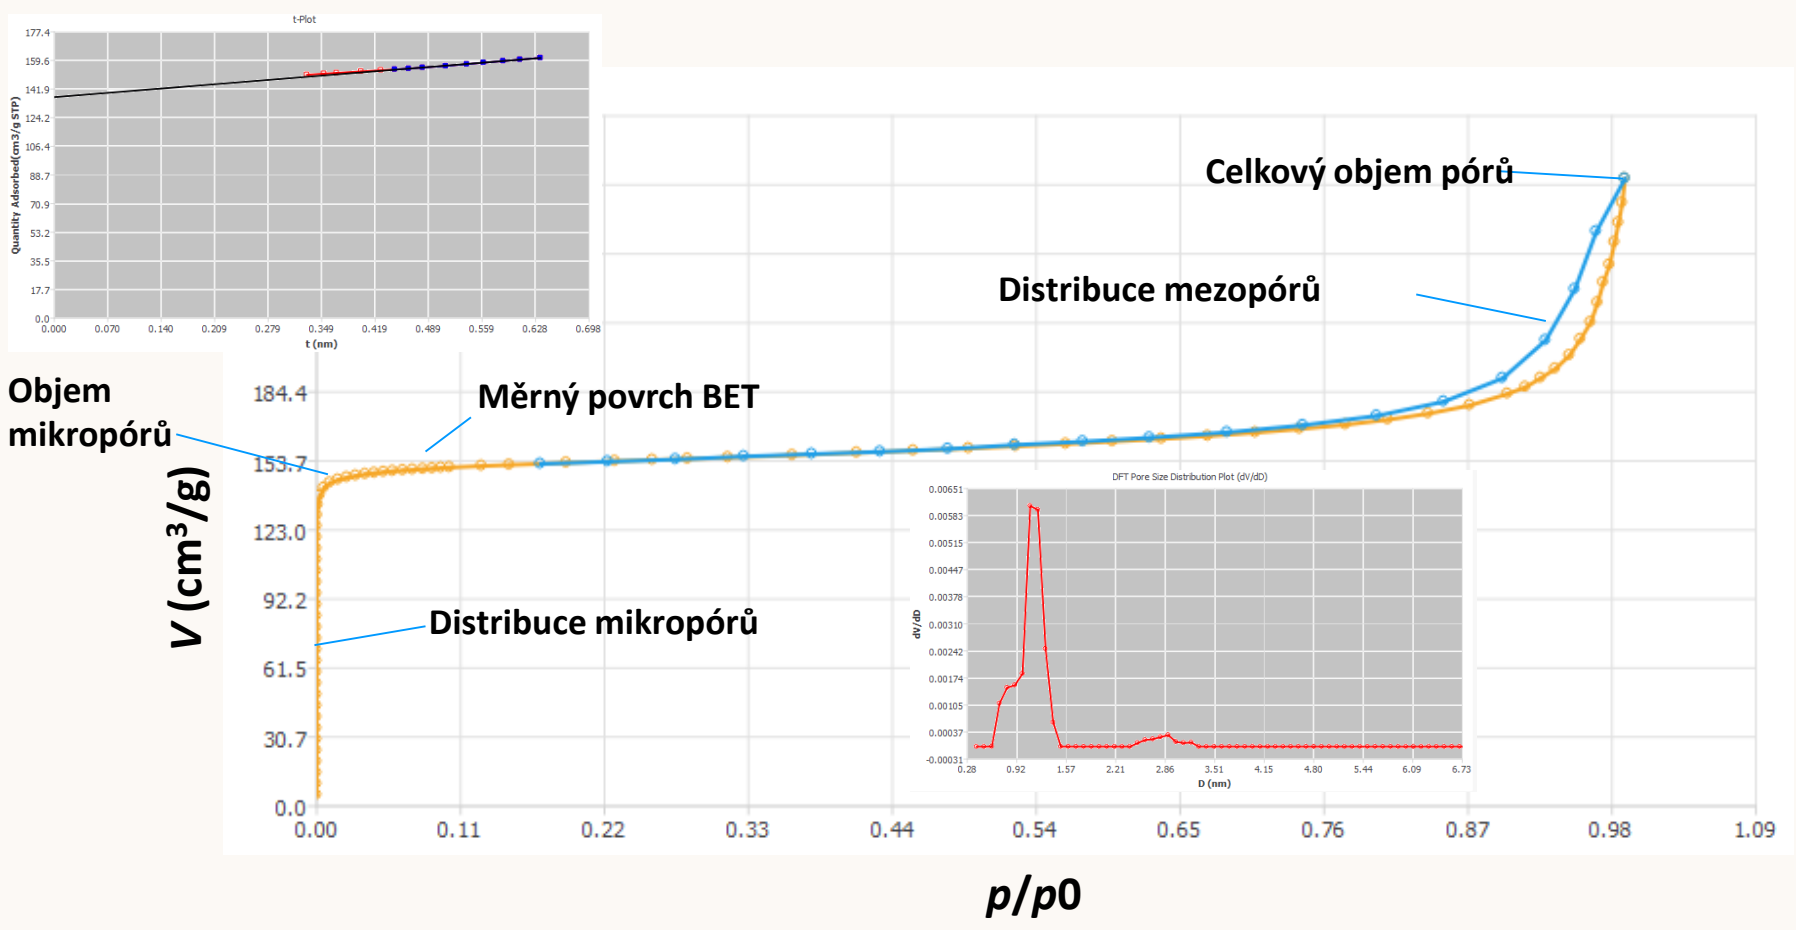 t-Plot
177.4
159.6
141.9
124.2
106.4
88.7
70.9
53.2
35.5
17.7
0.0
Quantity Adsorbed(cm3/g STP)
0.000 0.070 0.140 0.209 0.279 0.349 0.419 0.489 0.559 0.628 0.698
t (nm)
Celkový objem pórů
Distribuce mezopórů
Objem
mikropórů
Měrný povrch BET
Distribuce mikropórů
184.4
153.7
123.0
92.2
61.5
30.7
0.0
V (cm³/g)
DFT Pore Size Distribution Plot (dV/dD)
0.00651
0.00583
0.00515
0.00447
0.00378
0.00310
0.00242
0.00174
0.00105
0.00037
-0.00031
dV/dD
0.28 0.92 1.57 2.21 2.86 3.51 4.15 4.80 5.44 6.09 6.73
D (nm)
0.00 0.11 0.22 0.33 0.44 0.54 0.65 0.76 0.87 0.98 1.09
p/p0